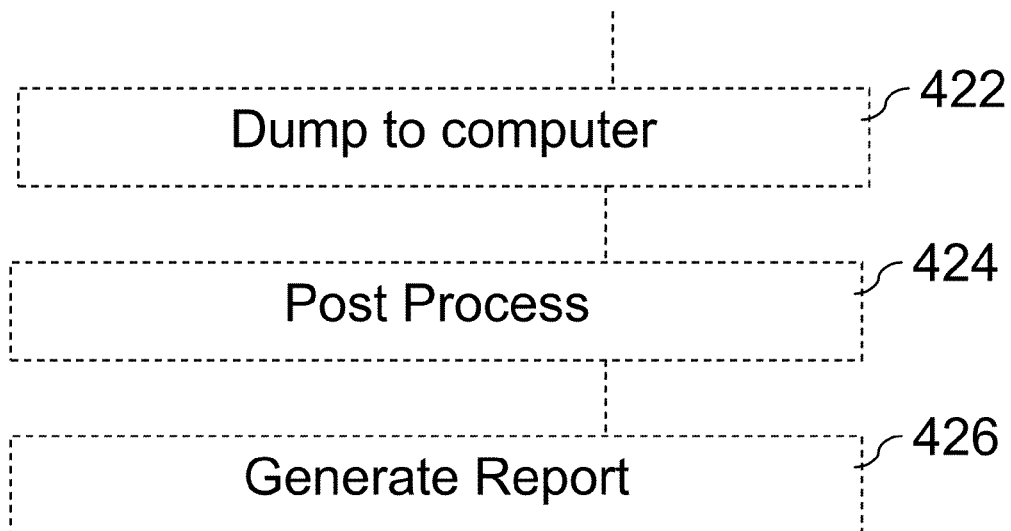 422
Dump to computer
424
Post Process
426
Generate Report